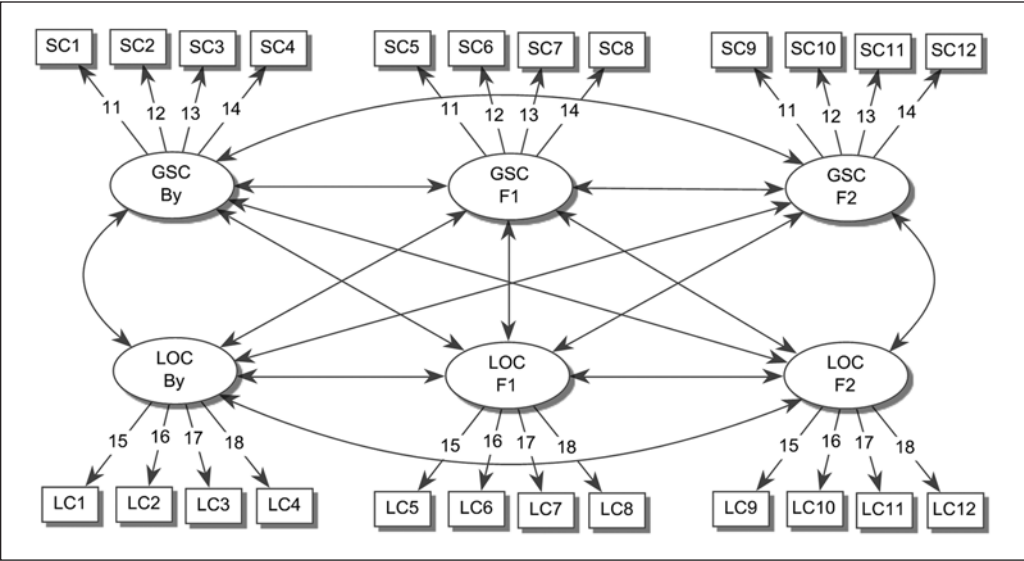 SC1 SC2 SC3 SC4 SC5 SC6 SC7 SC8 SC9 SC10 SC11 SC12
11 12 13 14 11 12 13 14 11 12 13 14
GSC GSC GSC
By F1 F2
LOC LOC LOC
By F1 F2
15 16 17 18 15 16 17 18 15 16 17 18
LC1 LC2 LC3 LC4 LC5 LC6 LC7 LC8 LC9 LC10 LC11 LC12